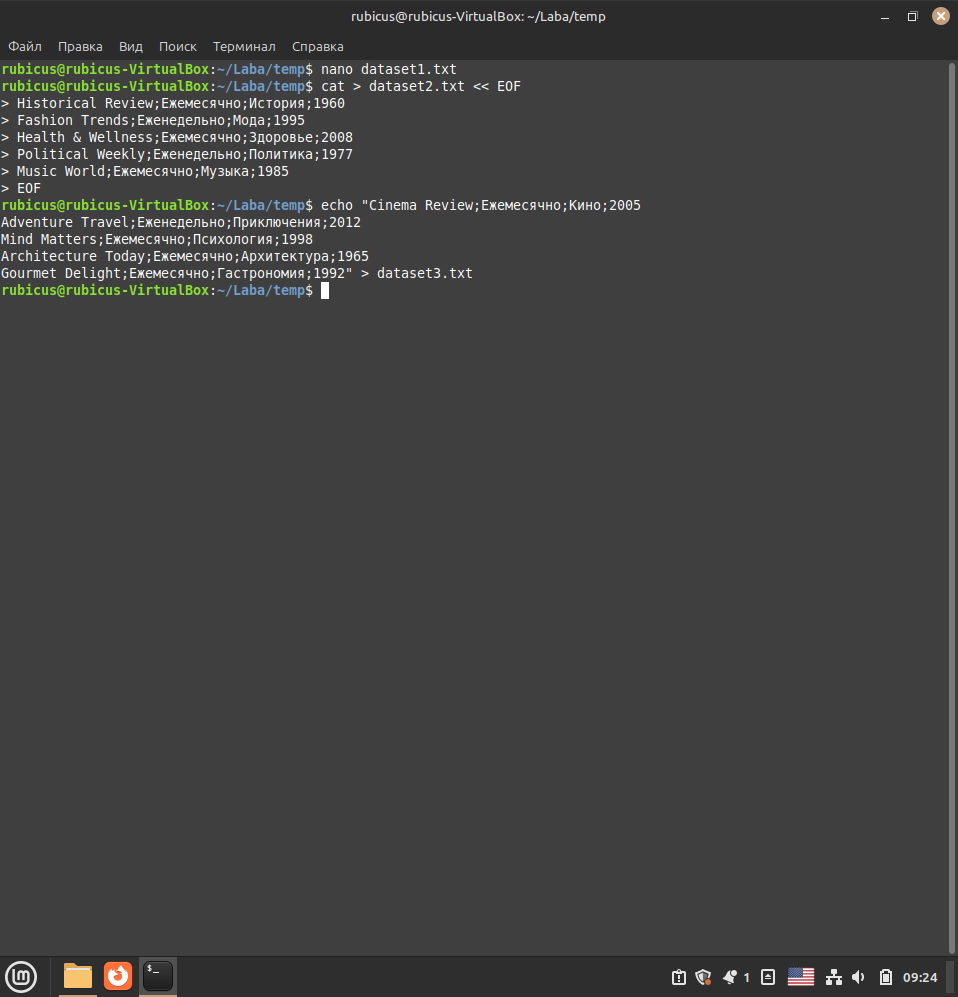 rubicus@rubicus-VirtualBox: ~/Laba/temp
Файл Правка Вид Поиск Терминал Справка
rubicus@rubicus-VirtualBox:~/Laba/temp$ nano dataset1.txt
rubicus@rubicus-VirtualBox:~/Laba/temp$ cat > dataset2.txt << EOF
> Historical Review;Ежемесячно;История;1960
> Fashion Trends;Еженедельно;Мода;1995
> Health & Wellness;Ежемесячно;Здоровье;2008
> Political Weekly;Еженедельно;Политика;1977
> Music World;Ежемесячно;Музыка;1985
> EOF
rubicus@rubicus-VirtualBox:~/Laba/temp$ echo "Cinema Review;Ежемесячно;Кино;2005
Adventure Travel;Еженедельно;Приключения;2012
Mind Matters;Ежемесячно;Психология;1998
Architecture Today;Ежемесячно;Архитектура;1965
Gourmet Delight;Ежемесячно;Гастрономия;1992" > dataset3.txt
rubicus@rubicus-VirtualBox:~/Laba/temp$
$_ 1 09:24